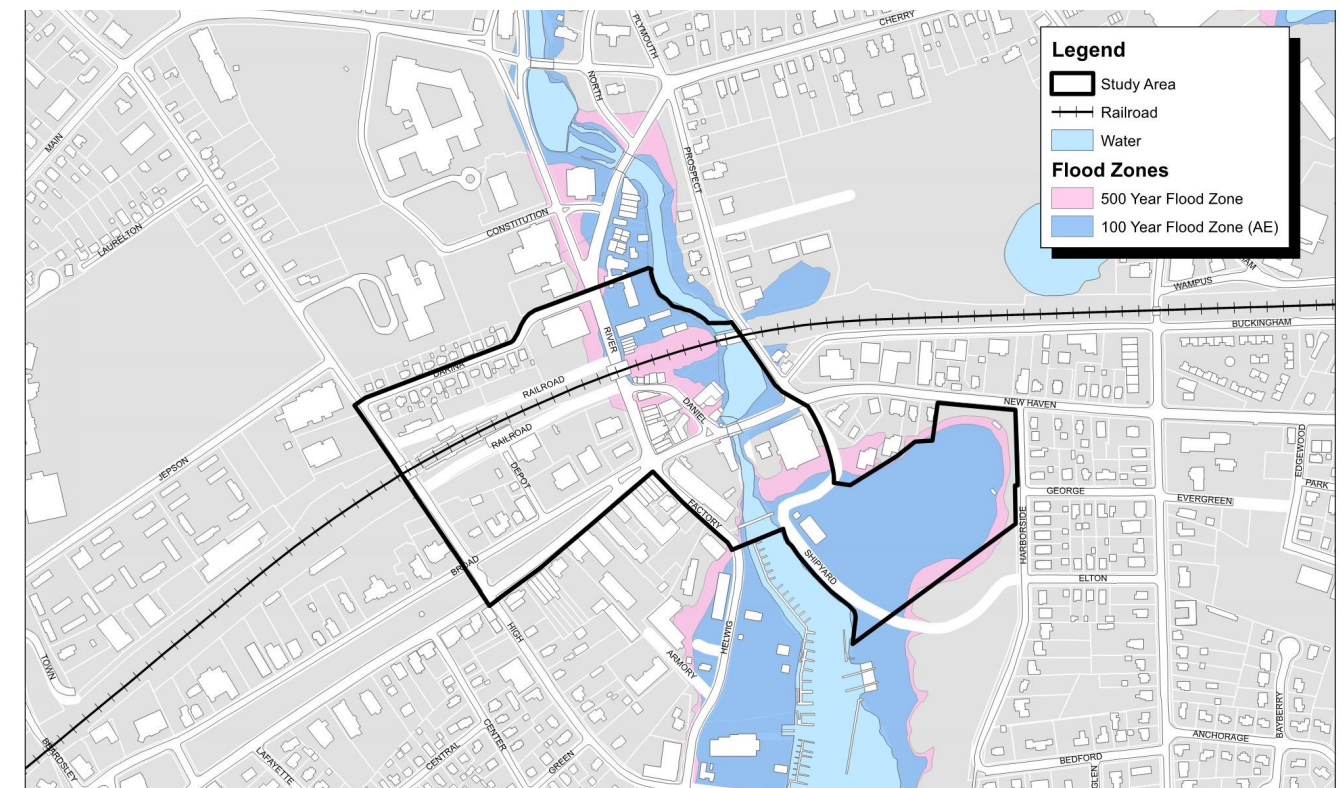 PLYMOUTH
CHERRY
NORTH
MAIN
PROSPECT
LAURELTON
CONSTITUTION
Legend
Study Area
Railroad
Water
Flood Zones
500 Year Flood Zone
100 Year Flood Zone (AE)
WAMPUS
BUCKINGHAM
RIVER
DARINA
RAILROAD
RAILROAD
DANIEL
NEW HAVEN
JEPSON
DEPOT
EDGEWOOD
PARK
GEORGE
EVERGREEN
FACTORY
HARBORSIDE
BROAD
SHIPYARD
ELTON
HIGH
HELWIG
ARMORY
TOWN
CENTER
CENTRAL
GREEN
LAFAYETTE
BEARDSLEY
BAYBERRY
ANCHORAGE
BEDFORD
GLEN